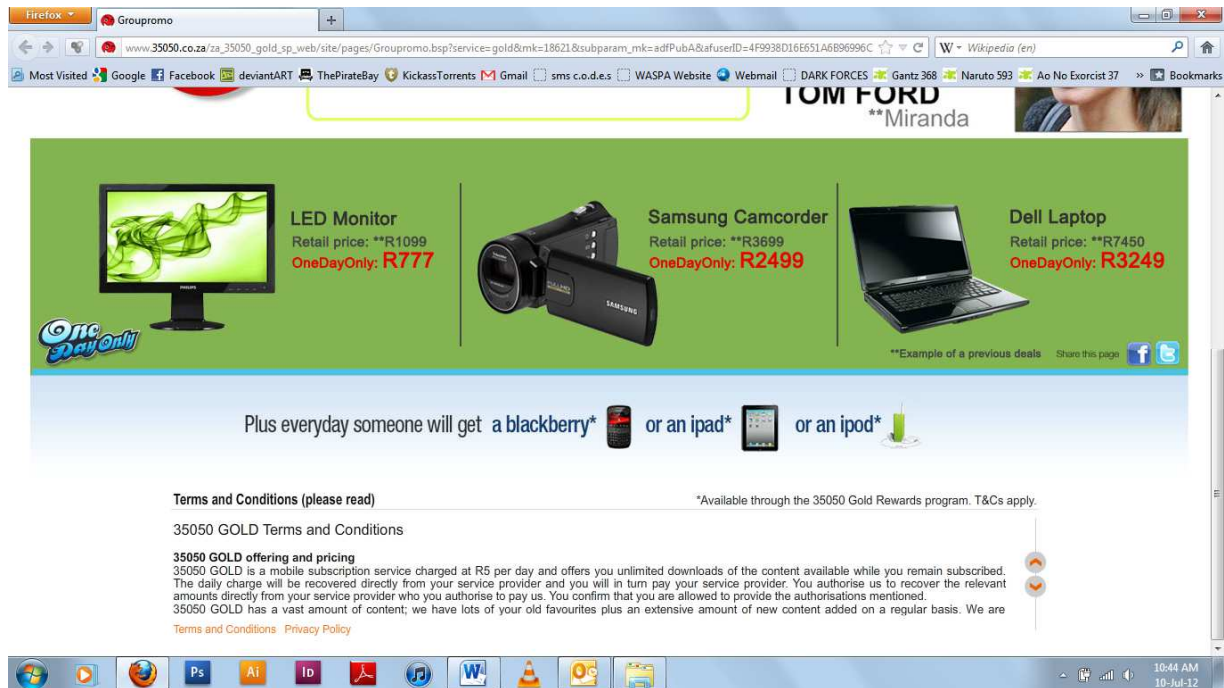 Firefox
Groupromo
www.35050.co.za/za_35050_gold_sp_web/site/pages/Groupromo.bsp?service=gold&mk=18621&subparam_mk=adfPubA&afuserID=4F9938D16E651A6B96996C
W - Wikipedia (en)
Most Visited Google Facebook deviantART ThePirateBay KickassTorrents Gmail sms c.o.d.e.s WASPA Website Webmail DARK FORCES Gantz 368 Naruto 593 Ao No Exorcist 37 » Bookmarks
TOM FORD
**Miranda
LED Monitor
Retail price: **R1099
OneDayOnly: R777
PHILIPS
Samsung Camcorder
Retail price: **R3699
OneDayOnly: R2499
FULL HD
SAMSUNG
Dell Laptop
Retail price: **R7450
OneDayOnly: R3249
One Day Only
**Example of a previous deals Share this page
Plus everyday someone will get a blackberry* or an ipad* or an ipod*
Terms and Conditions (please read)
*Available through the 35050 Gold Rewards program. T&Cs apply.
35050 GOLD Terms and Conditions
35050 GOLD offering and pricing
35050 GOLD is a mobile subscription service charged at R5 per day and offers you unlimited downloads of the content available while you remain subscribed.
The daily charge will be recovered directly from your service provider and you will in turn pay your service provider. You authorise us to recover the relevant
amounts directly from your service provider who you authorise to pay us. You confirm that you are allowed to provide the authorisations mentioned.
35050 GOLD has a vast amount of content; we have lots of your old favourites plus an extensive amount of new content added on a regular basis. We are
Terms and Conditions Privacy Policy
Ps Ai ID W
10:44 AM
10-Jul-12